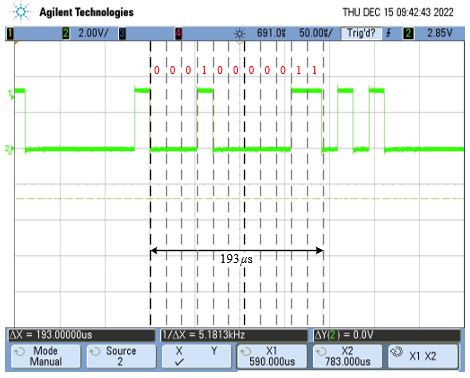 Agilent Technologies THU DEC 15 09:42:43 2022
1 2 2.00V/ 3 4 691.0us 50.00%/ Trig'd? 2 2.85V
0 0 0 1 0 0 0 0 0 1 1
T
2
193μs
ΔX = 193.00000us 1/ΔX = 5.1813kHz ΔY(2) = 0.0V
Mode Source X Y X1 X2 X1 X2
Manual 2 ✓ 590.000us 783.000us